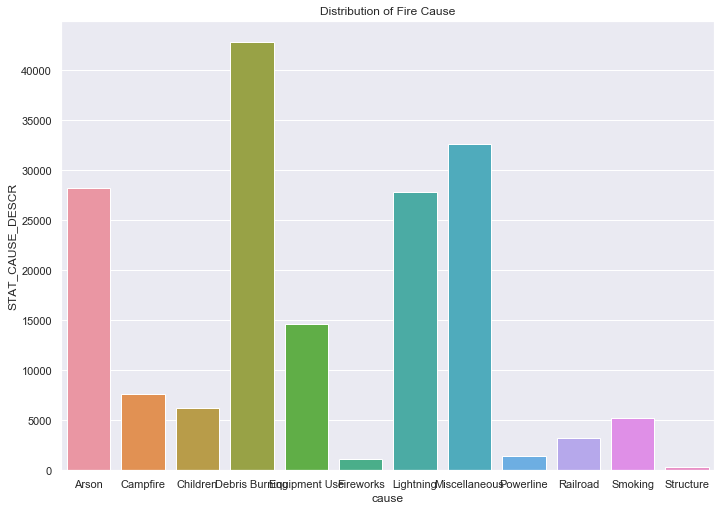 Distribution of Fire Cause
STAT_CAUSE_DESCR
40000
35000
30000
25000
20000
15000
10000
5000
0
Arson Campfire Children Debris Burning Equipment Use Fireworks Lightning Miscellaneous Powerline Railroad Smoking Structure
cause